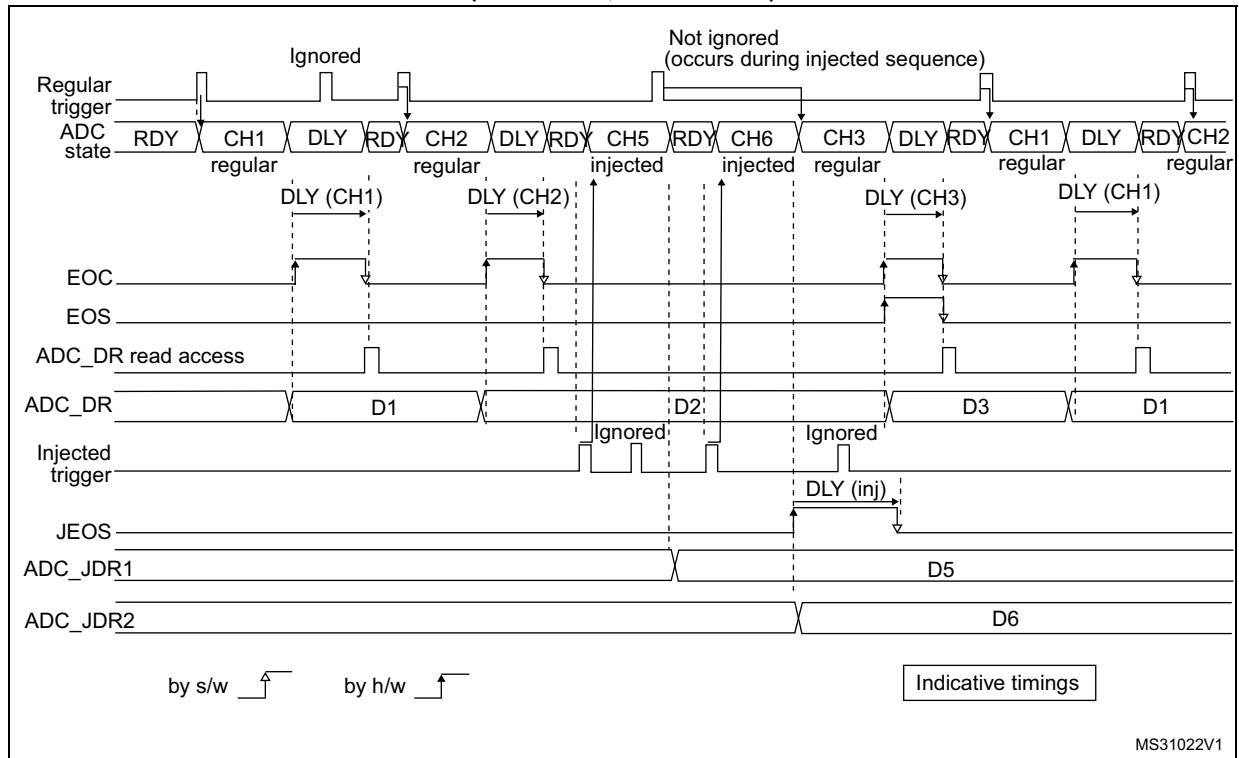 Ignored
Not ignored
(occurs during injected sequence)
Regular
trigger
ADC
state
RDY CH1 DLY RDY CH2 DLY RDY CH5 RDY CH6 CH3 DLY RDY CH1 DLY RDY CH2
regular regular injected injected regular regular regular
DLY (CH1) DLY (CH2) DLY (CH3) DLY (CH1)
EOC
EOS
ADC_DR read access
ADC_DR D1 D2 D3 D1
Ignored Ignored
Injected
trigger
DLY (inj)
JEOS
ADC_JDR1 D5
ADC_JDR2 D6
by s/w by h/w Indicative timings
MS31022V1